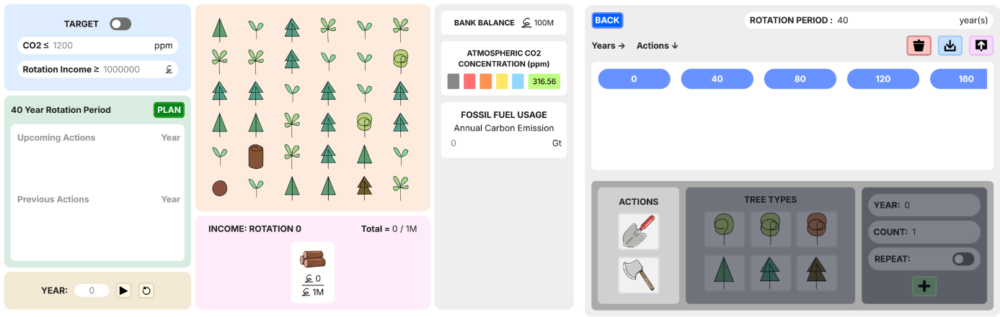 TARGET
CO2 ≤ 1200 ppm
Rotation Income ≥ 1000000
40 Year Rotation Period PLAN
Upcoming Actions Year
Previous Actions Year
YEAR: 0
INCOME: ROTATION 0 Total = 0 / 1M
0
1M
BANK BALANCE 100M
ATMOSPHERIC CO2
CONCENTRATION (ppm)
316.56
FOSSIL FUEL USAGE
Annual Carbon Emission
0 Gt
BACK ROTATION PERIOD : 40 year(s)
Years → Actions ↓
0 40 80 120 160
ACTIONS
TREE TYPES
YEAR: 0
COUNT: 1
REPEAT: